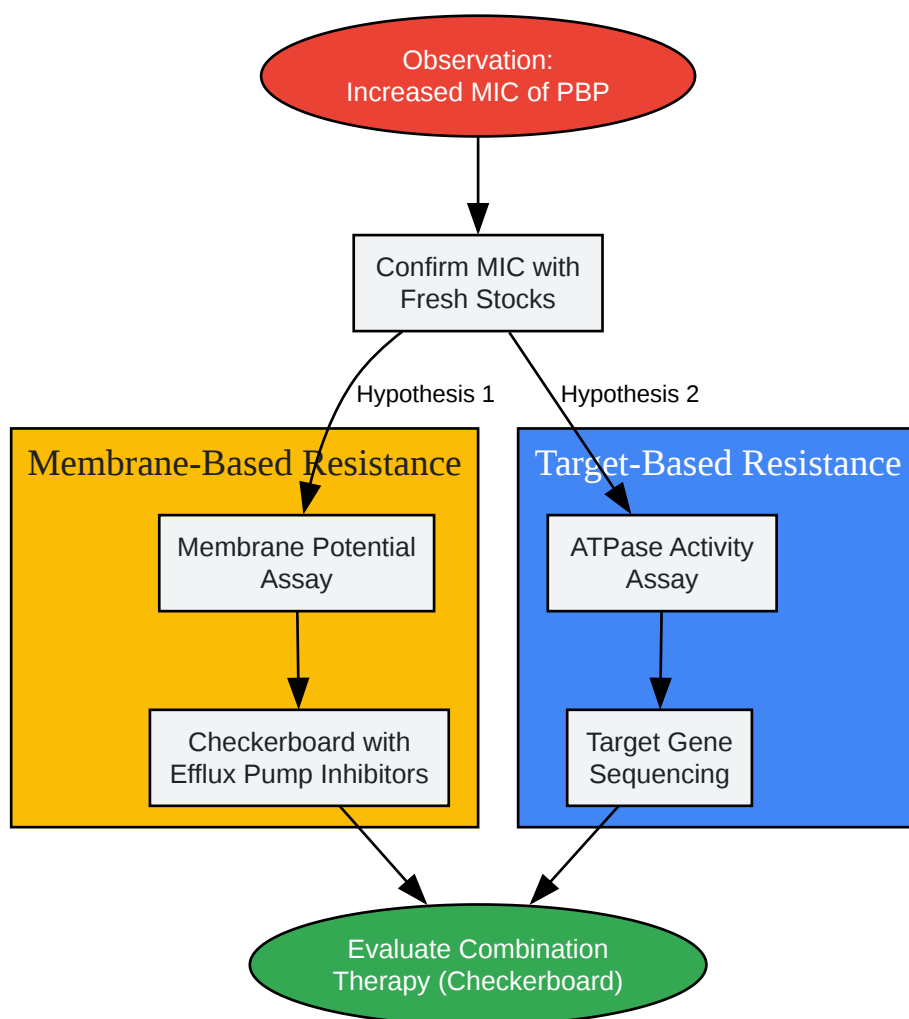 Observation:
Increased MIC of PBP
Confirm MIC with
Fresh Stocks
Hypothesis 1
Hypothesis 2
Membrane-Based Resistance
Target-Based Resistance
Membrane Potential
Assay
ATPase Activity
Assay
Checkerboard with
Efflux Pump Inhibitors
Target Gene
Sequencing
Evaluate Combination
Therapy (Checkerboard)